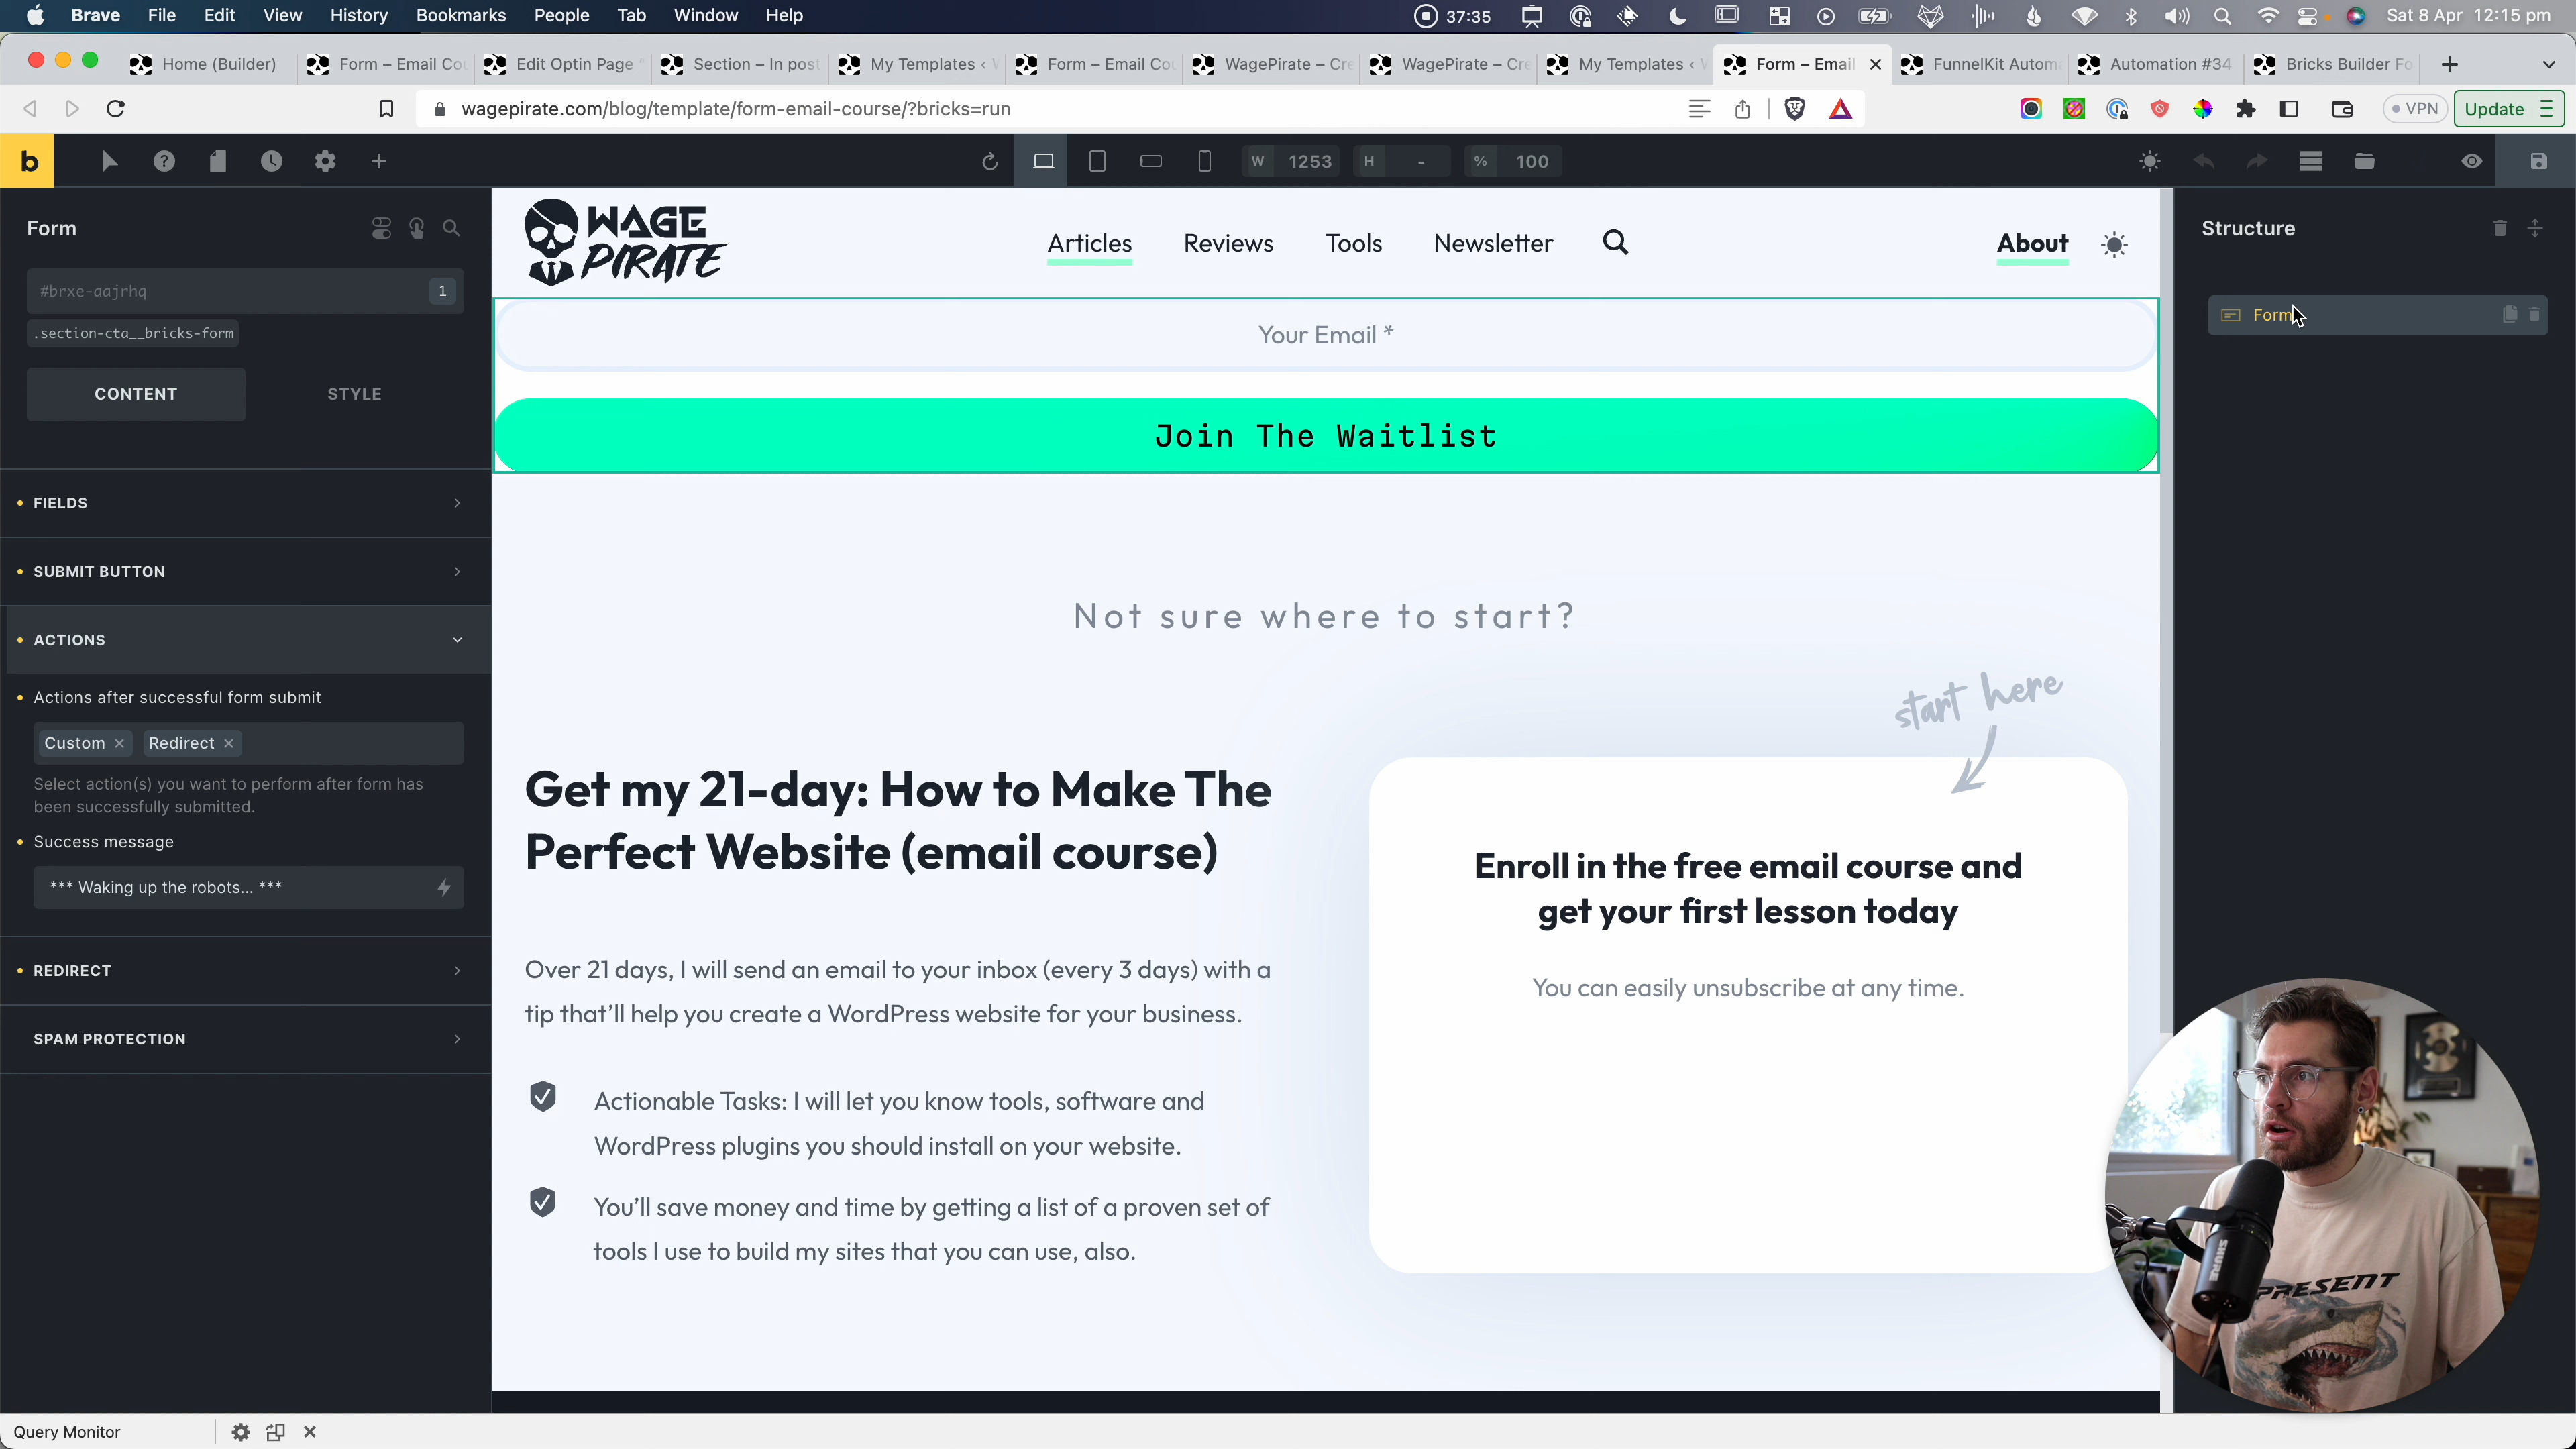 Brave File Edit View History Bookmarks People Tab Window Help 37:35 Sat 8 Apr 12:15 pm
Home (Builder) Form – Email Cou Edit Optin Page Section – In post My Templates ‹ Form – Email Cou WagePirate – Cre WagePirate – Cre My Templates ‹ Form – Email FunnelKit Automa Automation #34 Bricks Builder Fo
wagepirate.com/blog/template/form-email-course/?bricks=run VPN Update
b W 1253 H - % 100
Form
#brxe-aajrhq 1
.section-cta__bricks-form
CONTENT STYLE
FIELDS
SUBMIT BUTTON
ACTIONS
Actions after successful form submit
Custom Redirect
Select action(s) you want to perform after form has
been successfully submitted.
Success message
*** Waking up the robots... ***
REDIRECT
SPAM PROTECTION
WAGE
PIRATE
Articles Reviews Tools Newsletter About
Your Email *
Join The Waitlist
Not sure where to start?
start here
Get my 21-day: How to Make The
Perfect Website (email course)
Over 21 days, I will send an email to your inbox (every 3 days) with a
tip that’ll help you create a WordPress website for your business.
Actionable Tasks: I will let you know tools, software and
WordPress plugins you should install on your website.
You’ll save money and time by getting a list of a proven set of
tools I use to build my sites that you can use, also.
Enroll in the free email course and
get your first lesson today
You can easily unsubscribe at any time.
Structure
Form
SHURE
PRESENT
Query Monitor